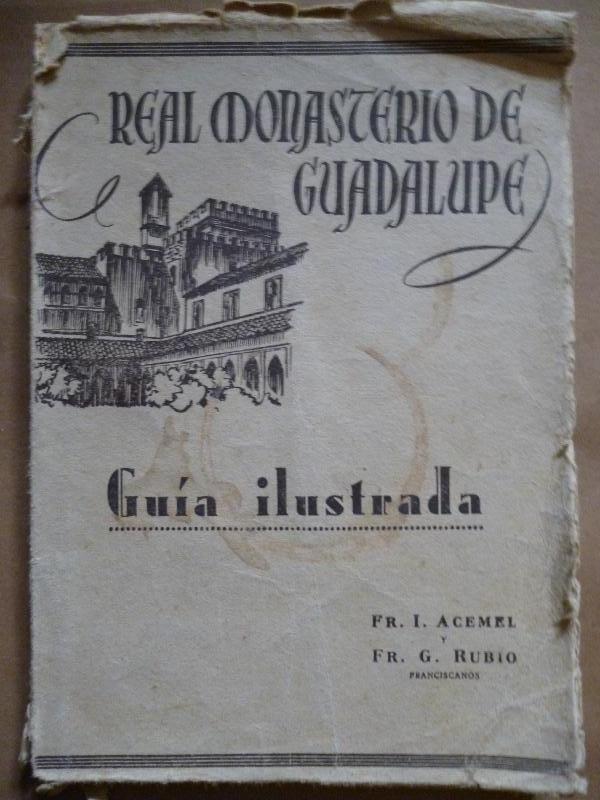 REAL MONASTERIO DE
GUADALUPE
Guía ilustrada
FR. I. ACEMEL
Y
FR. G. RUBIO
FRANCISCANOS